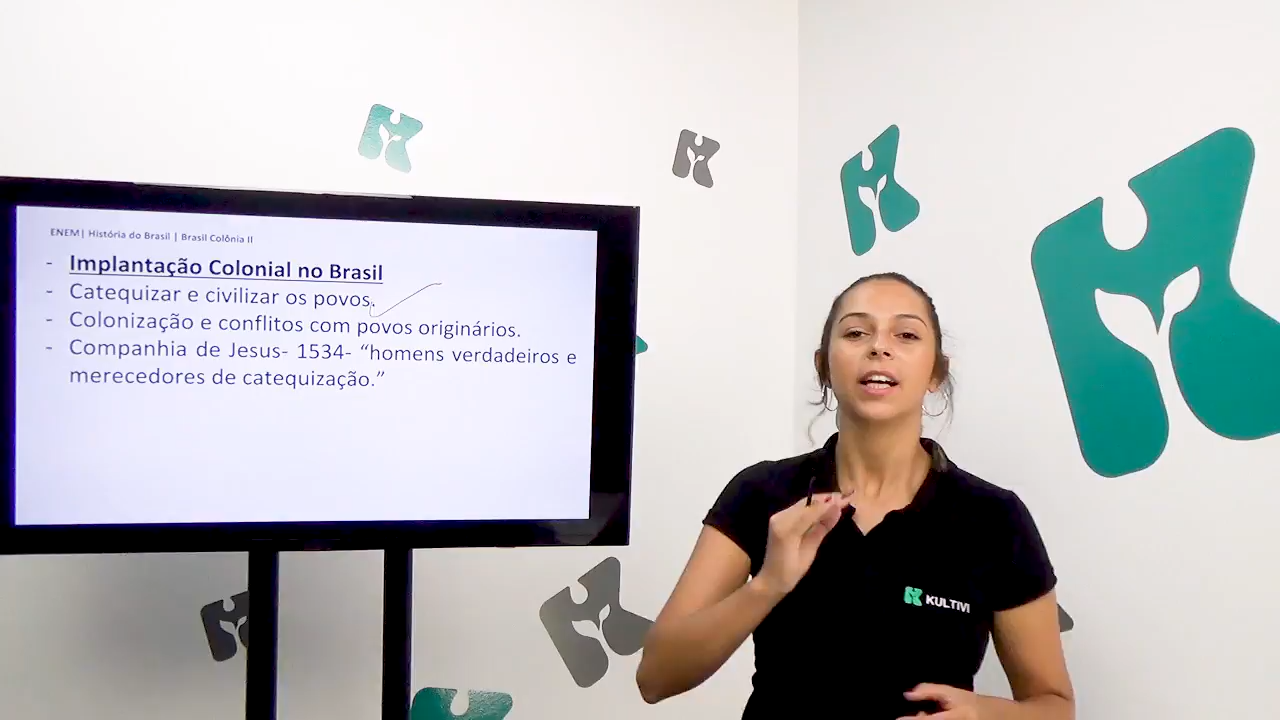 ENEM| História do Brasil | Brasil Colônia II
- Implantação Colonial no Brasil
- Catequizar e civilizar os povos.
- Colonização e conflitos com povos originários.
- Companhia de Jesus- 1534- “homens verdadeiros e
merecedores de catequização.”
KULTIVI